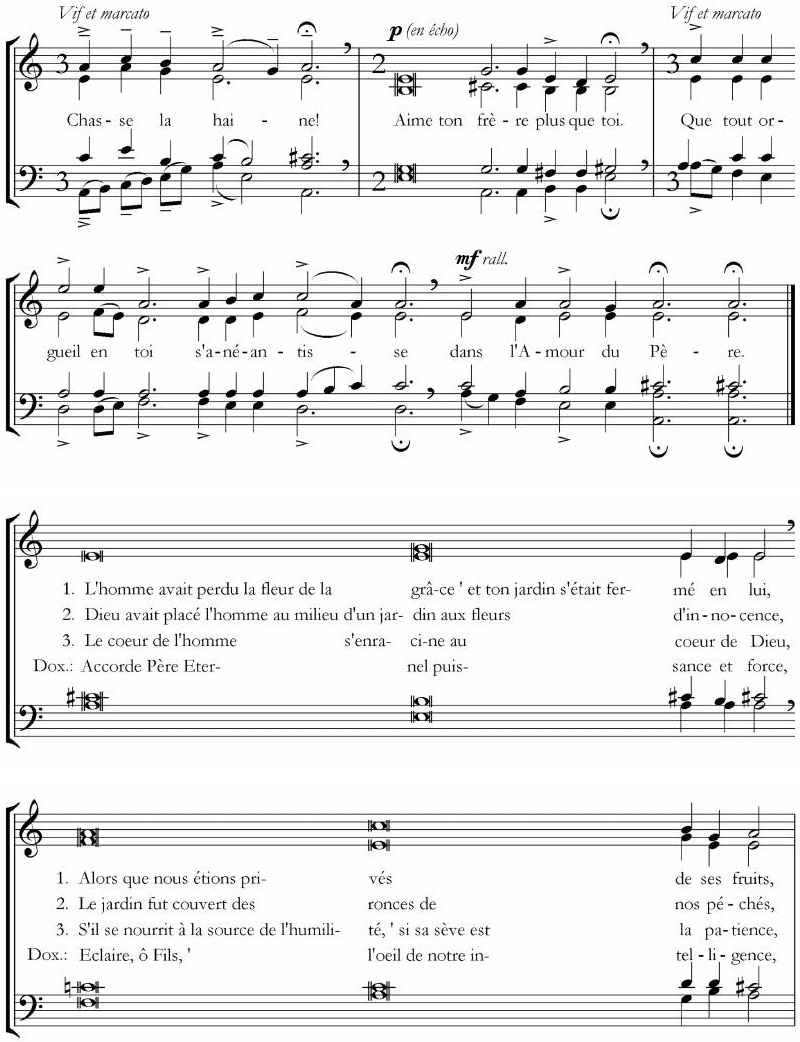 Vif et marcato p (en écho) Vif et marcato
3 2 3
Chas - se la hai - ne! Aime ton frè - re plus que toi. Que tout or -
3 2 3
mf rall.
gueil en toi s'a - né - an - tis - se dans l'A - mour du Pè - re.
1. L'homme avait perdu la fleur de la grâ-ce ' et ton jardin s'était fer- mé en lui,
2. Dieu avait placé l'homme au milieu d'un jar- din aux fleurs d'in - no - cence,
3. Le coeur de l'homme s'enra- ci-ne au coeur de Dieu,
Dox.: Accorde Père Eter- nel puis- sance et force,
1. Alors que nous étions pri- vés de ses fruits,
2. Le jardin fut couvert des ronces de nos pé - chés,
3. S'il se nourrit à la source de l'humili- té, ' si sa sève est la pa - tience,
Dox.: Eclaire, ô Fils, ' l'oeil de notre in- tel - li - gence,